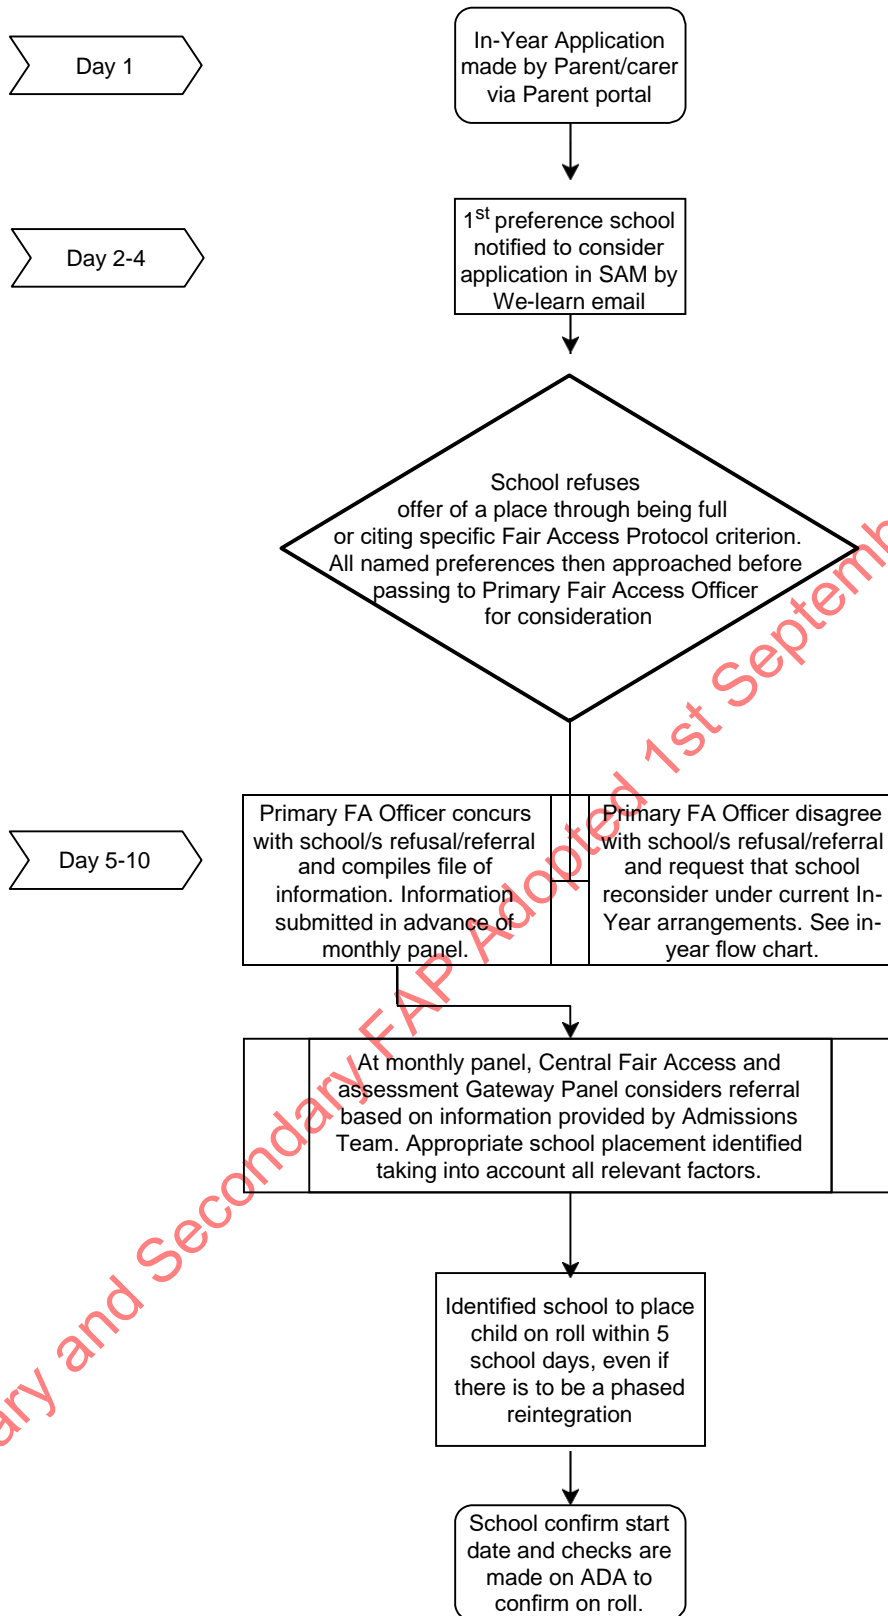 Day 1
In-Year Application
made by Parent/carer
via Parent portal
Day 2-4
1st preference school
notified to consider
application in SAM by
We-learn email
School refuses
offer of a place through being full
or citing specific Fair Access Protocol criterion.
All named preferences then approached before
passing to Primary Fair Access Officer
for consideration
Day 5-10
Primary FA Officer concurs
with school/s refusal/referral
and compiles file of
information. Information
submitted in advance of
monthly panel.
Primary FA Officer disagree
with school/s refusal/referral
and request that school
reconsider under current In-
Year arrangements. See in-
year flow chart.
At monthly panel, Central Fair Access and
assessment Gateway Panel considers referral
based on information provided by Admissions
Team. Appropriate school placement identified
taking into account all relevant factors.
Identified school to place
child on roll within 5
school days, even if
there is to be a phased
reintegration
School confirm start
date and checks are
made on ADA to
confirm on roll.
ary and Secondary FAP Adopted 1st Septemb